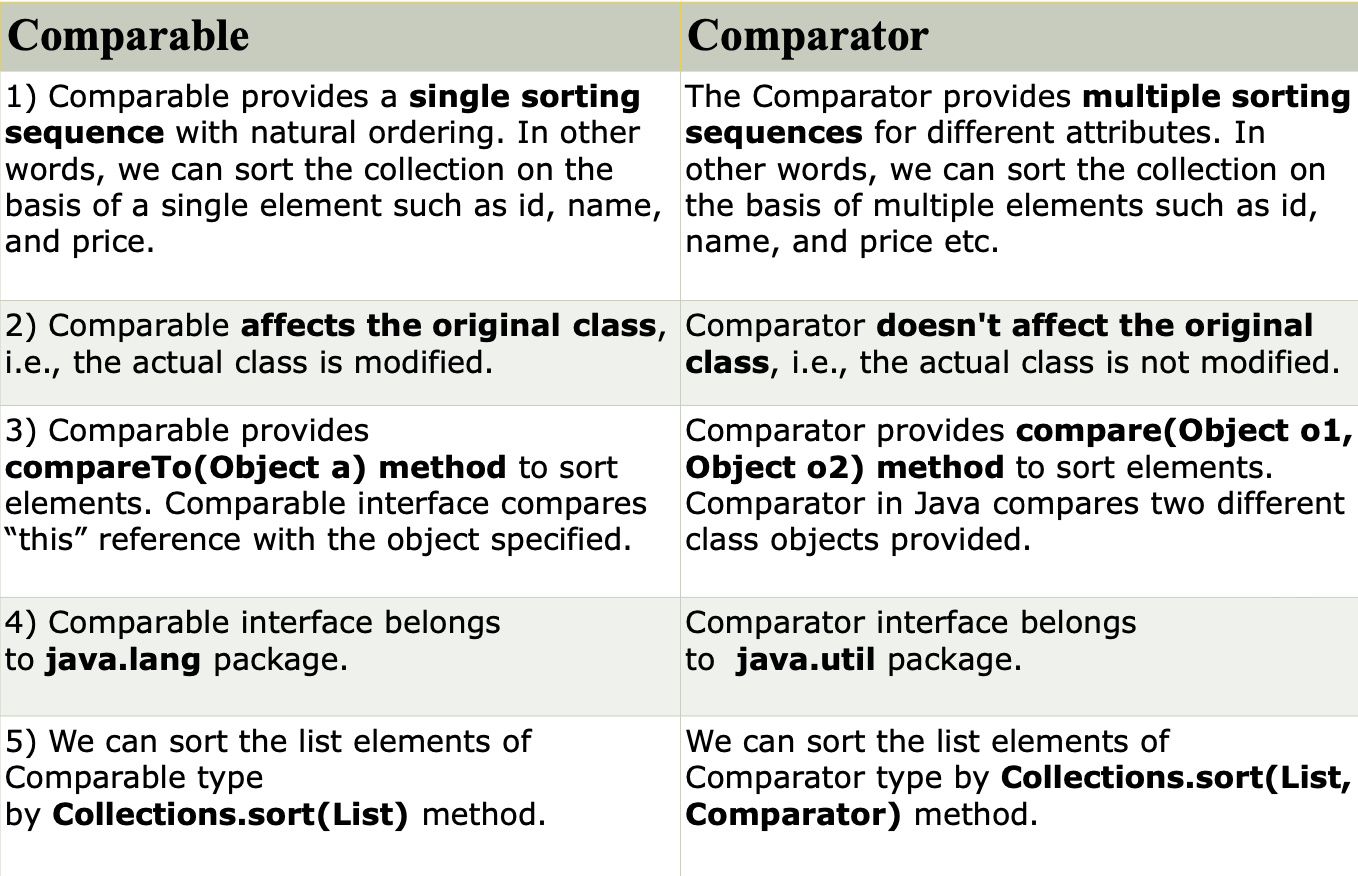 Comparable
Comparator
1) Comparable provides a single sorting
sequence with natural ordering. In other
words, we can sort the collection on the
basis of a single element such as id, name,
and price.
The Comparator provides multiple sorting
sequences for different attributes. In
other words, we can sort the collection on
the basis of multiple elements such as id,
name, and price etc.
2) Comparable affects the original class,
i.e., the actual class is modified.
Comparator doesn't affect the original
class, i.e., the actual class is not modified.
3) Comparable provides
compareTo(Object a) method to sort
elements. Comparable interface compares
“this” reference with the object specified.
Comparator provides compare(Object o1,
Object o2) method to sort elements.
Comparator in Java compares two different
class objects provided.
4) Comparable interface belongs
to java.lang package.
Comparator interface belongs
to java.util package.
5) We can sort the list elements of
Comparable type
by Collections.sort(List) method.
We can sort the list elements of
Comparator type by Collections.sort(List,
Comparator) method.